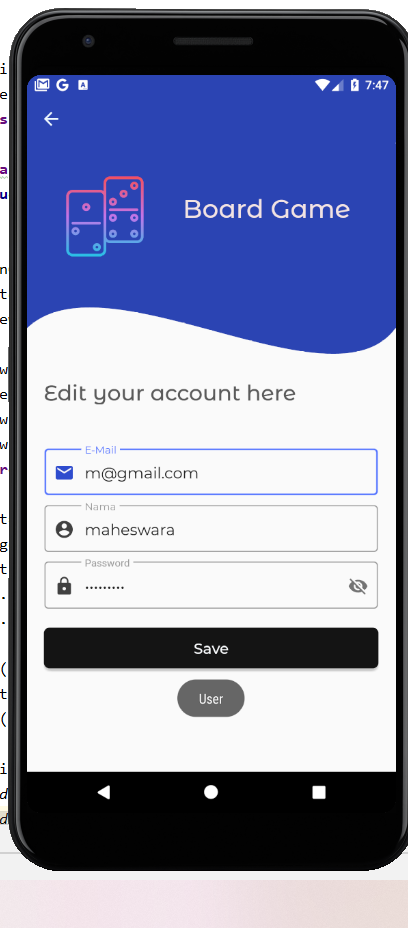 7:47
Board Game
Edit your account here
E-Mail
m@gmail.com
Nama
maheswara
Password
.........
Save
User